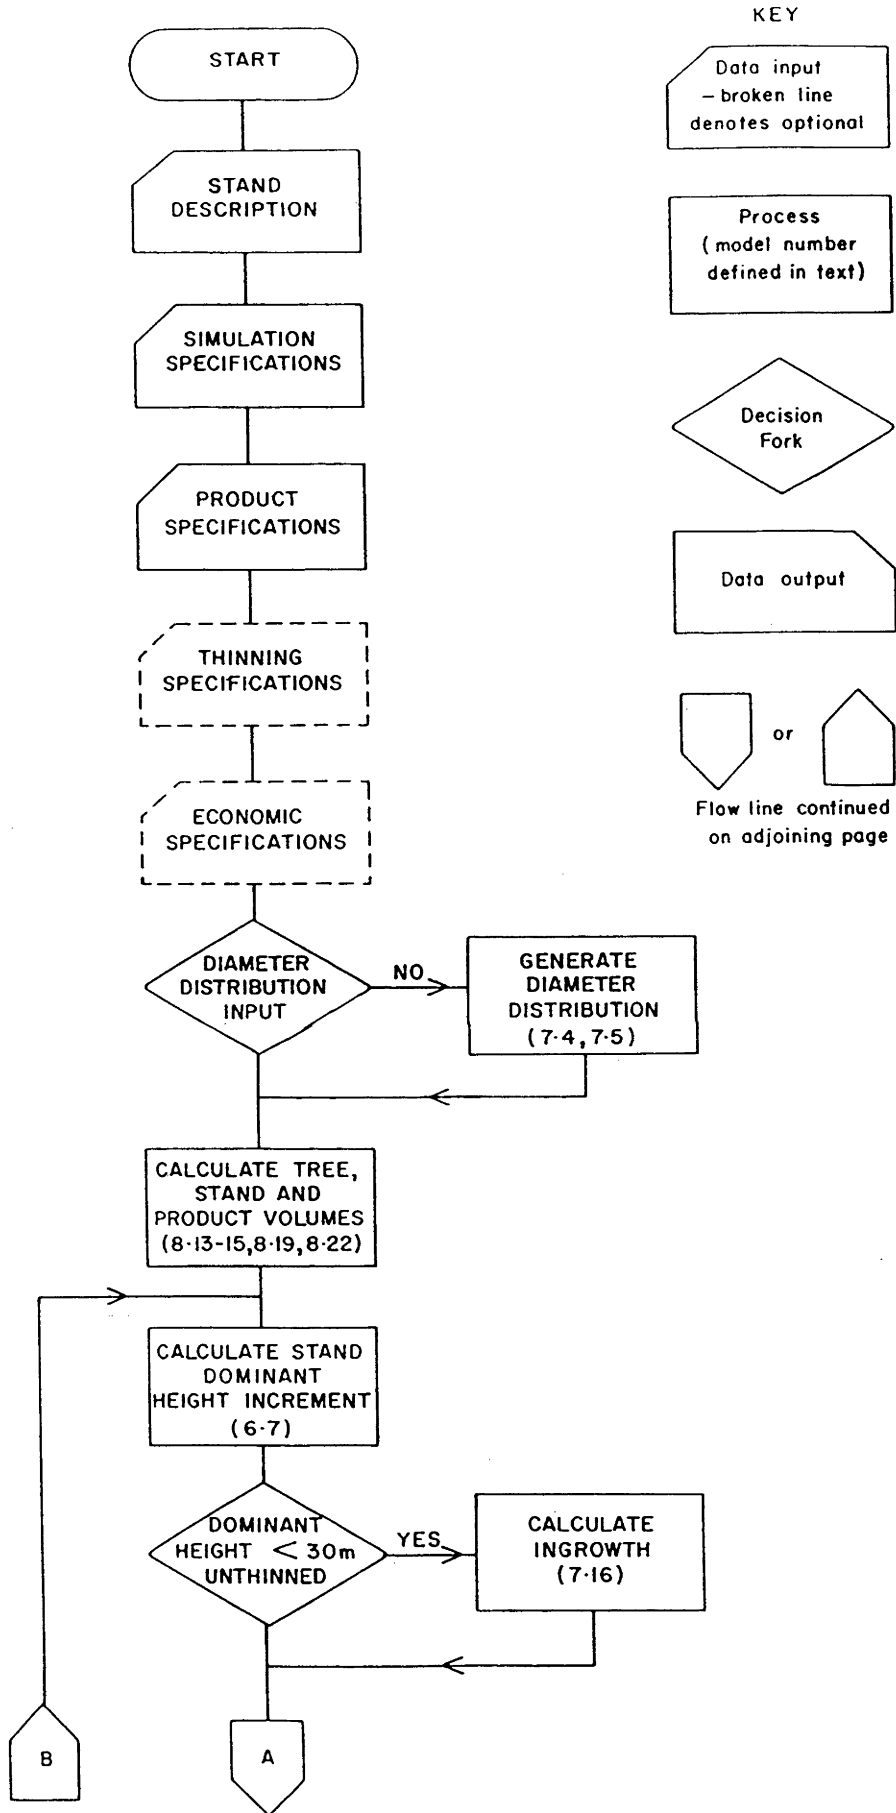 START
STAND
DESCRIPTION
SIMULATION
SPECIFICATIONS
PRODUCT
SPECIFICATIONS
THINNING
SPECIFICATIONS
ECONOMIC
SPECIFICATIONS
DIAMETER
DISTRIBUTION
INPUT
NO
GENERATE
DIAMETER
DISTRIBUTION
(7·4, 7·5)
CALCULATE TREE,
STAND AND
PRODUCT VOLUMES
(8·13-15,8·19,8·22)
CALCULATE STAND
DOMINANT
HEIGHT INCREMENT
(6·7)
DOMINANT
HEIGHT < 30m
UNTHINNED
YES
CALCULATE
INGROWTH
(7·16)
B
A
KEY
Data input
– broken line
denotes optional
Process
(model number
defined in text)
Decision
Fork
Data output
or
Flow line continued
on adjoining page